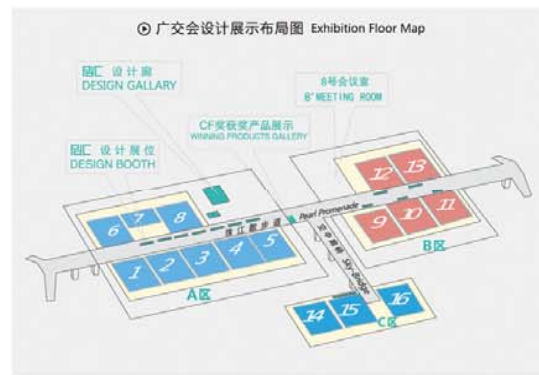 广交会设计展示布局图 Exhibition Floor Map
设计廊
DESIGN GALLARY
8号会议室
8# MEETING ROOM
CF奖获奖产品展示
WINNING PRODUCTS GALLERY
设计展位
DESIGN BOOTH
12 13
6 7 8
珠江散步道 Pearl Promenade
9 10 11
B区
1 2 3 4 5
A区
Sky-Bridge
14 15 16
C区